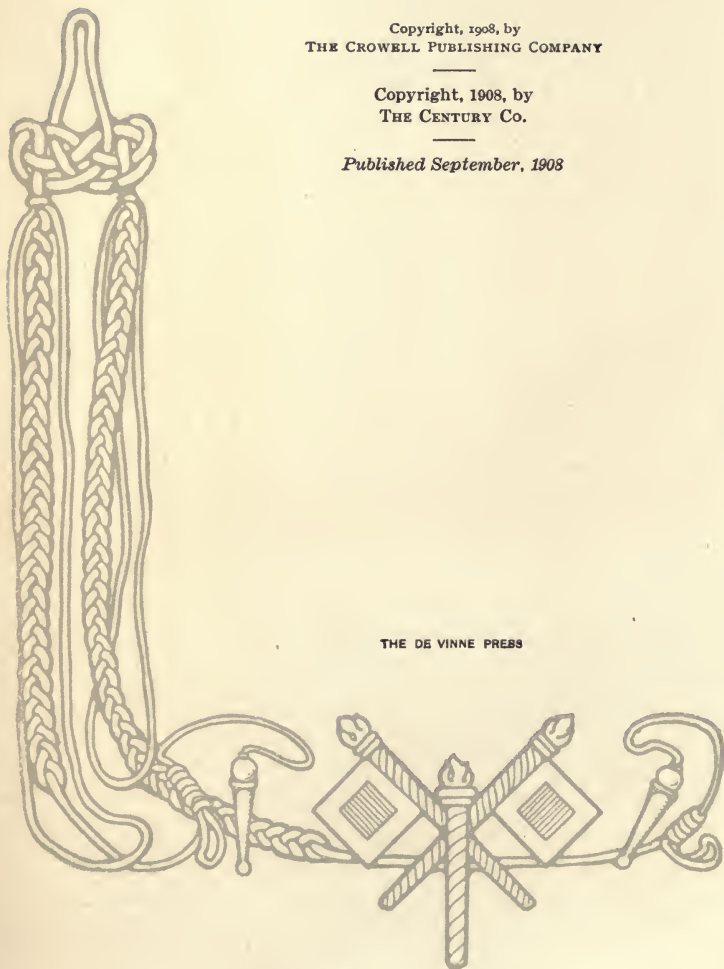 Copyright, 1908, by
THE CROWELL PUBLISHING COMPANY
Copyright, 1908, by
THE CENTURY CO.
Published September, 1908
THE DE VINNE PRESS